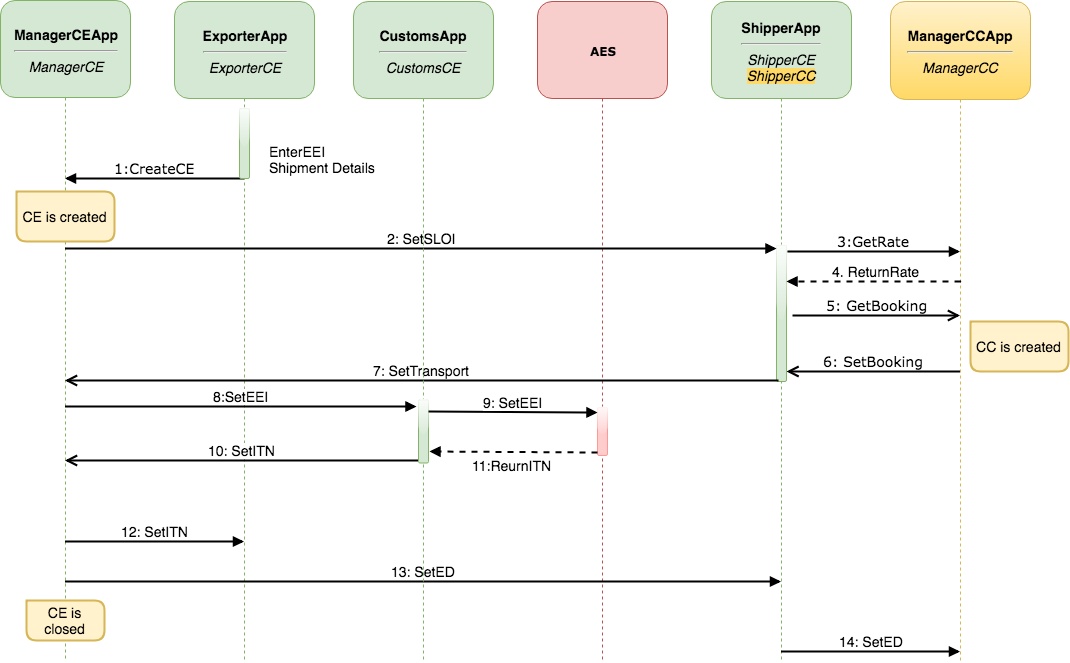 ManagerCEApp
ManagerCE
ExporterApp
ExporterCE
CustomsApp
CustomsCE
AES
ShipperApp
ShipperCE
ShipperCC
ManagerCCApp
ManagerCC
EnterEEI
Shipment Details
1:CreateCE
CE is created
2: SetSLOI
3:GetRate
4. ReturnRate
5: GetBooking
CC is created
6: SetBooking
7: SetTransport
8:SetEEI
9: SetEEI
10: SetITN
11:ReurnITN
12: SetITN
13: SetED
CE is
closed
14: SetED